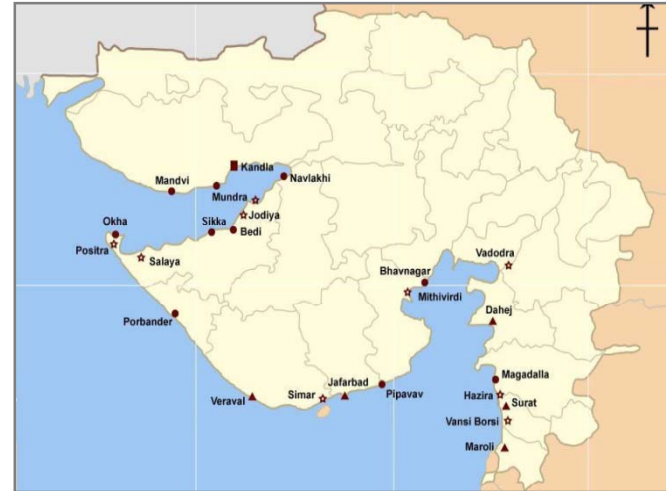 Kandla
Mandvi
Navlakhi
Mundra
Jodiya
Okha
Sikka
Bedi
Positra
Salaya
Vadodra
Bhavnagar
Mithivirdi
Dahej
Porbander
Magadalla
Jafarbad
Pipavav
Veraval
Simar
Hazira
Surat
Vansi Borsi
Maroli